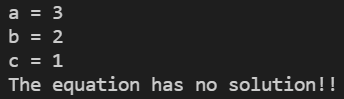 a = 3
b = 2
c = 1
The equation has no solution!!